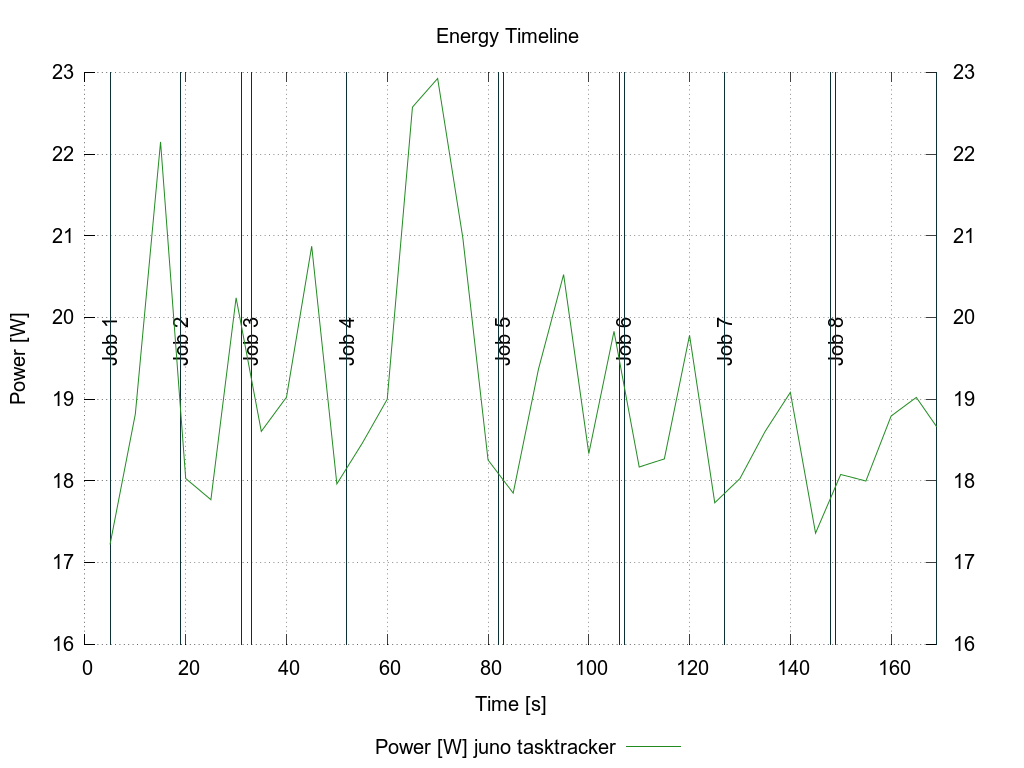 Energy Timeline
23
22
21
20
19
18
17
16
23
22
21
20
19
18
17
16
Power [W]
Job 1
Job 2
Job 3
Job 4
Job 5
Job 6
Job 7
Job 8
0 20 40 60 80 100 120 140 160
Time [s]
Power [W] juno tasktracker